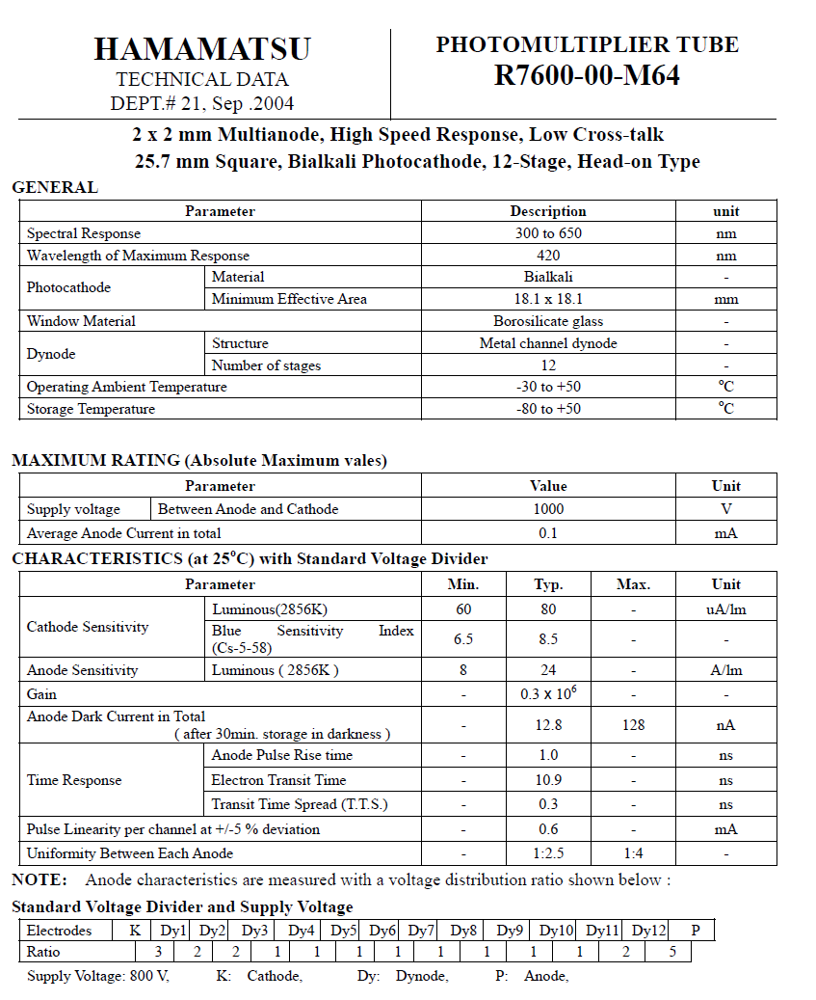 HAMAMATSU
TECHNICAL DATA
DEPT.# 21, Sep .2004
PHOTOMULTIPLIER TUBE
R7600-00-M64
2 x 2 mm Multianode, High Speed Response, Low Cross-talk
25.7 mm Square, Bialkali Photocathode, 12-Stage, Head-on Type
GENERAL
Parameter Description unit
Spectral Response 300 to 650 nm
Wavelength of Maximum Response 420 nm
Photocathode Material Bialkali -
Minimum Effective Area 18.1 x 18.1 mm
Window Material Borosilicate glass -
Dynode Structure Metal channel dynode -
Number of stages 12 -
Operating Ambient Temperature -30 to +50 °C
Storage Temperature -80 to +50 °C
MAXIMUM RATING (Absolute Maximum vales)
Parameter Value Unit
Supply voltage Between Anode and Cathode 1000 V
Average Anode Current in total 0.1 mA
CHARACTERISTICS (at 25°C) with Standard Voltage Divider
Parameter Min. Typ. Max. Unit
Cathode Sensitivity Luminous(2856K) 60 80 - uA/lm
Blue Sensitivity Index
(Cs-5-58) 6.5 8.5 - -
Anode Sensitivity Luminous ( 2856K ) 8 24 - A/lm
Gain - 0.3 x 10⁶ - -
Anode Dark Current in Total
( after 30min. storage in darkness ) - 12.8 128 nA
Time Response Anode Pulse Rise time - 1.0 - ns
Electron Transit Time - 10.9 - ns
Transit Time Spread (T.T.S.) - 0.3 - ns
Pulse Linearity per channel at +/-5 % deviation - 0.6 - mA
Uniformity Between Each Anode - 1:2.5 1:4 -
NOTE: Anode characteristics are measured with a voltage distribution ratio shown below :
Standard Voltage Divider and Supply Voltage
Electrodes K Dy1 Dy2 Dy3 Dy4 Dy5 Dy6 Dy7 Dy8 Dy9 Dy10 Dy11 Dy12 P
Ratio 3 2 2 1 1 1 1 1 1 1 1 2 5
Supply Voltage: 800 V, K: Cathode, Dy: Dynode, P: Anode,